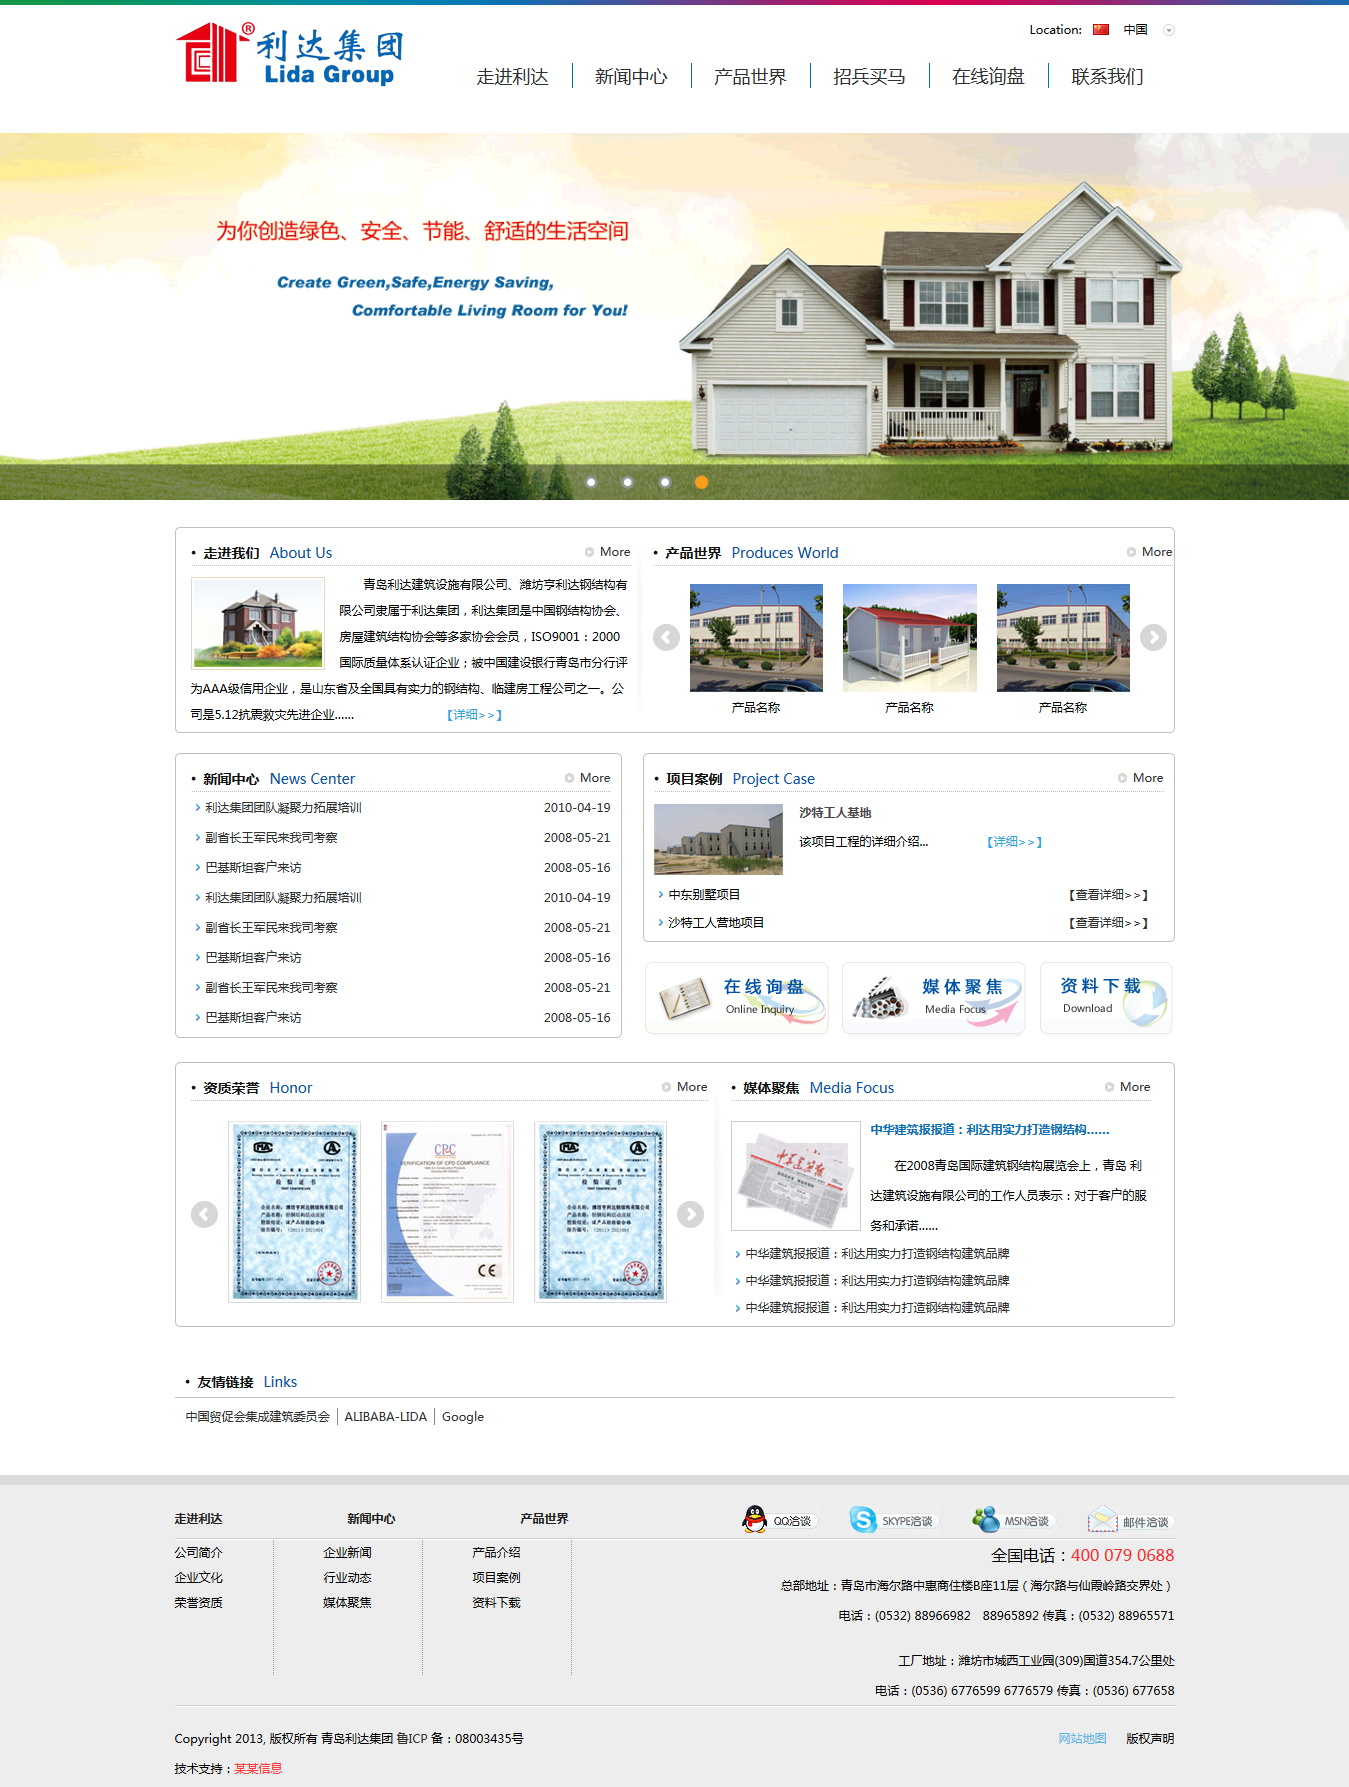 利达集团®
Lida Group
Location: 中国
走进利达 新闻中心 产品世界 招兵买马 在线询盘 联系我们
为你创造绿色、安全、节能、舒适的生活空间
Create Green,Safe,Energy Saving,
Comfortable Living Room for You!
走进我们 About Us More
青岛利达建筑设施有限公司、潍坊亨利达钢结构有
限公司隶属于利达集团，利达集团是中国钢结构协会、
房屋建筑结构协会等多家协会会员，ISO9001：2000
国际质量体系认证企业；被中国建设银行青岛市分行评
为AAA级信用企业，是山东省及全国具有实力的钢结构、临建房工程公司之一。公
司是5.12抗震救灾先进企业...... 【详细>>】
产品世界 Produces World More
产品名称 产品名称 产品名称
新闻中心 News Center More
利达集团团队凝聚力拓展培训 2010-04-19
副省长王军民来我司考察 2008-05-21
巴基斯坦客户来访 2008-05-16
利达集团团队凝聚力拓展培训 2010-04-19
副省长王军民来我司考察 2008-05-21
巴基斯坦客户来访 2008-05-16
副省长王军民来我司考察 2008-05-21
巴基斯坦客户来访 2008-05-16
项目案例 Project Case More
沙特工人基地
该项目工程的详细介绍... 【详细>>】
中东别墅项目 【查看详细>>】
沙特工人营地项目 【查看详细>>】
在线询盘 媒体聚焦 资料下载
Online Inquiry Media Focus Download
资质荣誉 Honor More
检验证书
TEST CERTIFICATE
CPC
VERIFICATION OF CPD COMPLIANCE
CE
检验证书
TEST CERTIFICATE
媒体聚焦 Media Focus More
中华建筑报
中华建筑报报道：利达用实力打造钢结构......
在2008青岛国际建筑钢结构展览会上，青岛 利
达建筑设施有限公司的工作人员表示：对于客户的服
务和承诺......
中华建筑报报道：利达用实力打造钢结构建筑品牌
中华建筑报报道：利达用实力打造钢结构建筑品牌
中华建筑报报道：利达用实力打造钢结构建筑品牌
友情链接 Links
中国贸促会集成建筑委员会 ALIBABA-LIDA Google
走进利达 新闻中心 产品世界
公司简介 企业新闻 产品介绍
企业文化 行业动态 项目案例
荣誉资质 媒体聚焦 资料下载
QQ洽谈 SKYPE洽谈 MSN洽谈 邮件洽谈
全国电话：400 079 0688
总部地址：青岛市海尔路中惠商住楼B座11层（海尔路与仙霞岭路交界处）
电话：(0532) 88966982 88965892 传真：(0532) 88965571
工厂地址：潍坊市城西工业园(309)国道354.7公里处
电话：(0536) 6776599 6776579 传真：(0536) 677658
Copyright 2013, 版权所有 青岛利达集团 鲁ICP 备：08003435号
网站地图 版权声明
技术支持：某某信息